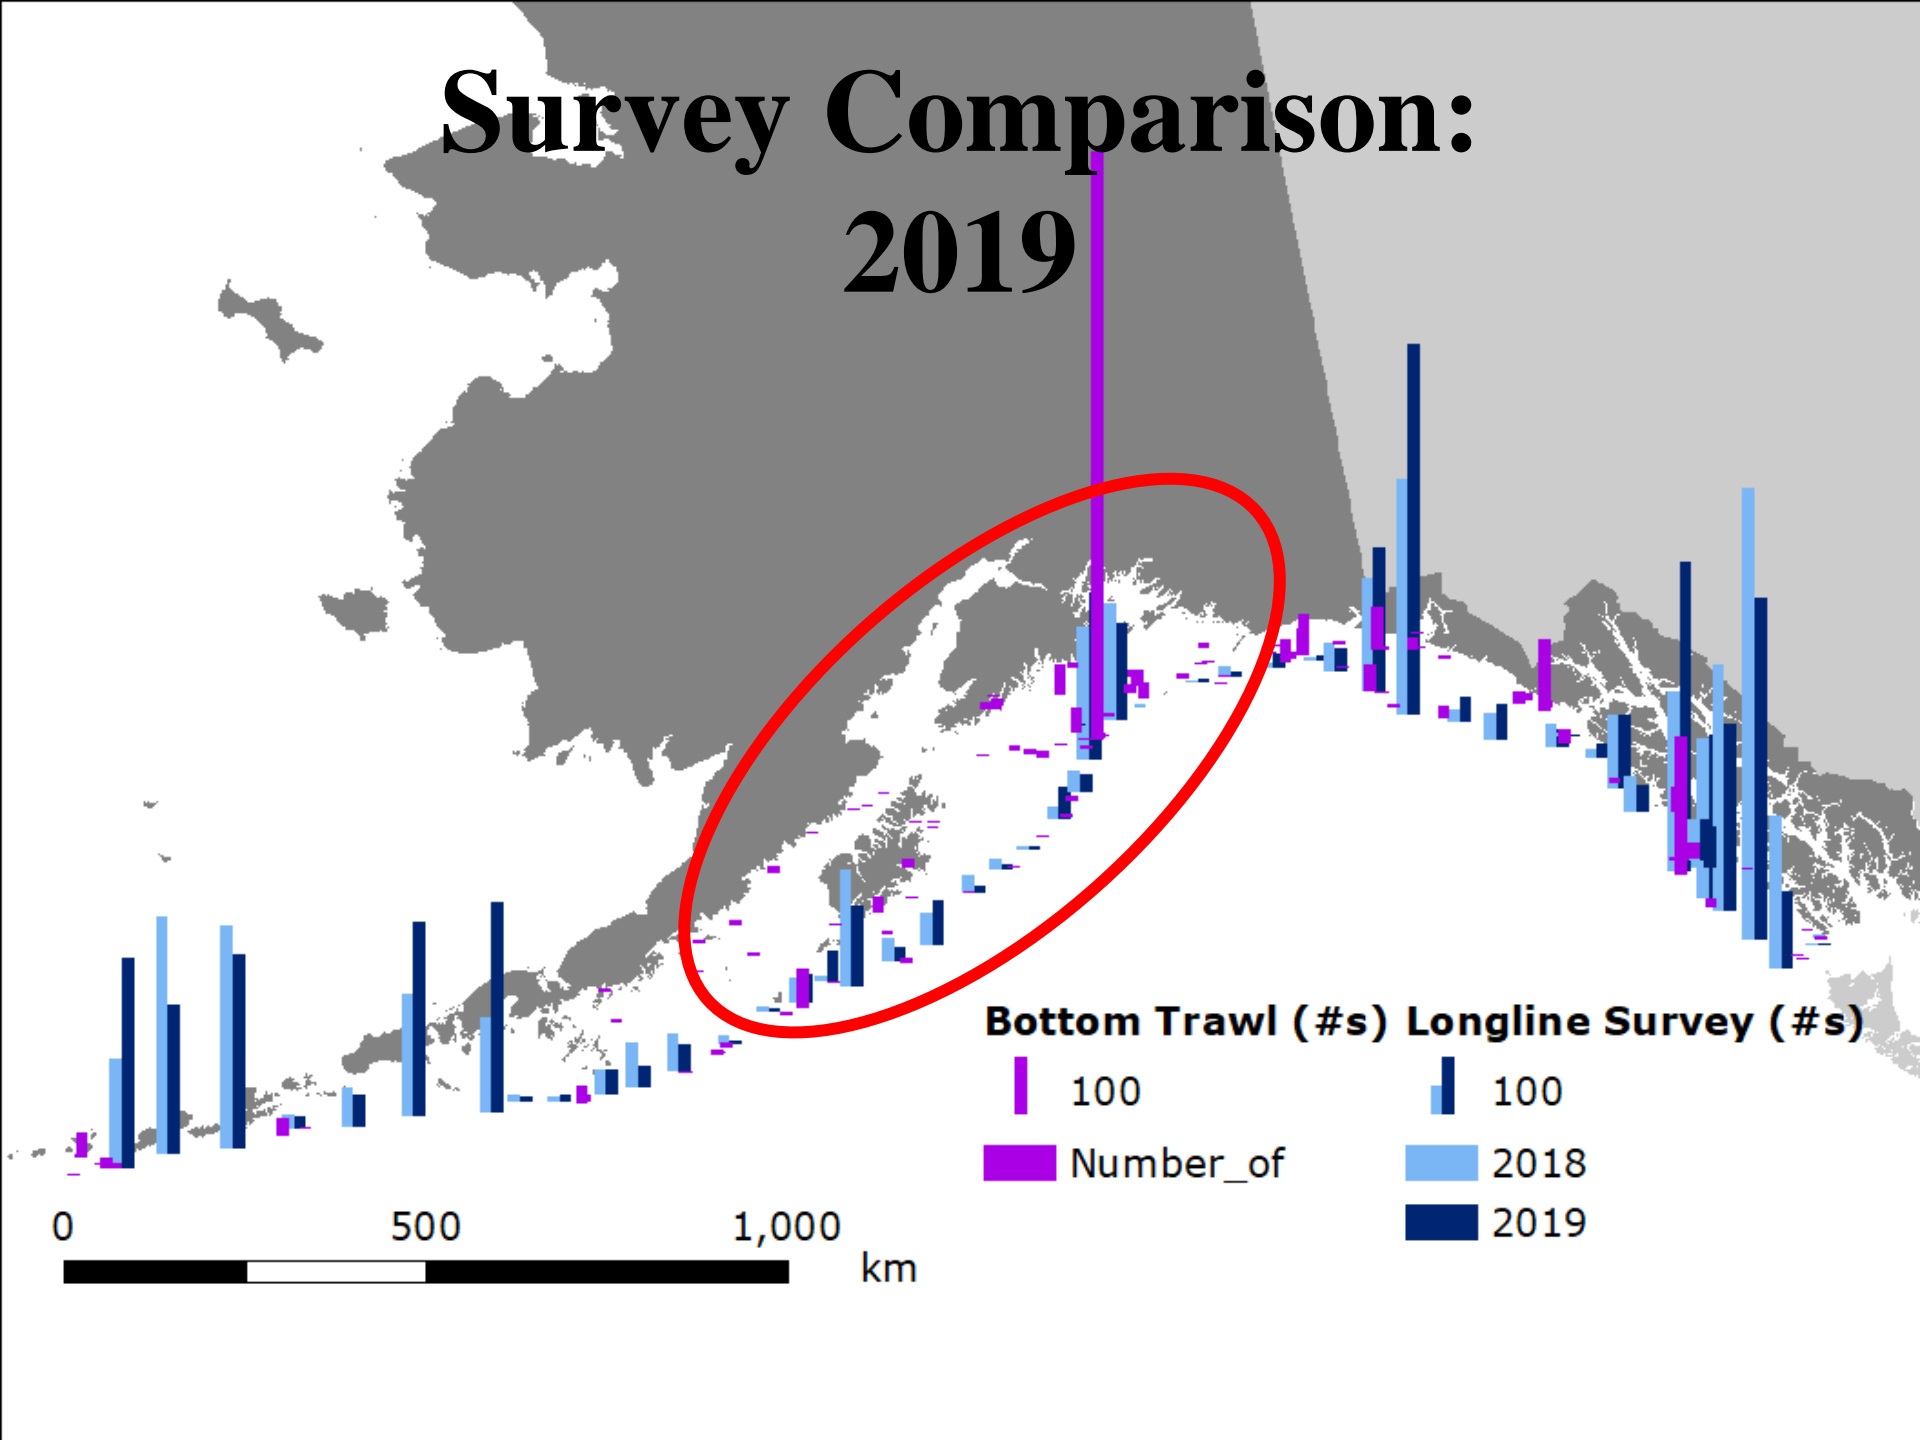 Survey Comparison:
2019
Bottom Trawl (#s) Longline Survey (#s)
100 100
Number_of 2018
2019
0 500 1,000
km